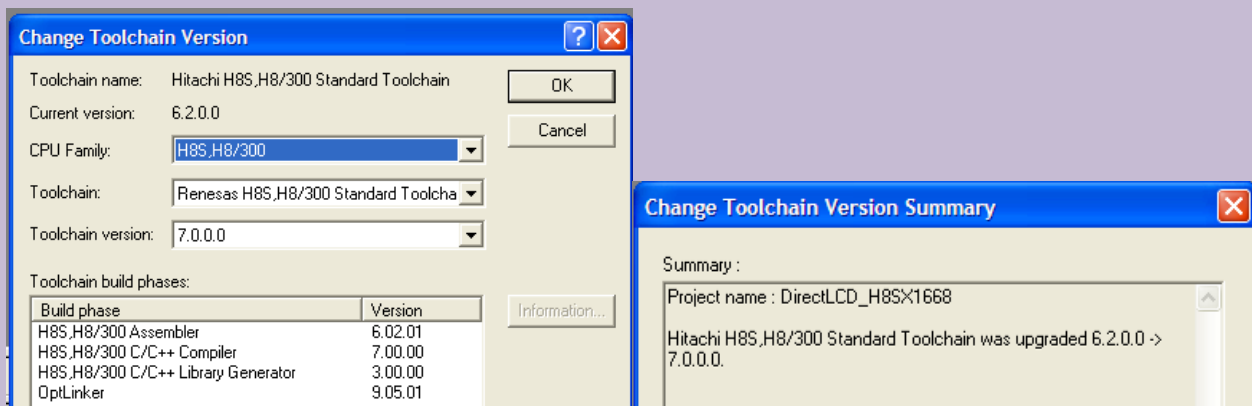 Change Toolchain Version
Toolchain name: Hitachi H8S,H8/300 Standard Toolchain
OK
Current version: 6.2.0.0
Cancel
CPU Family: H8S,H8/300
Toolchain: Renesas H8S,H8/300 Standard Toolcha
Toolchain version: 7.0.0.0
Toolchain build phases:
Build phase Version
Information...
H8S,H8/300 Assembler 6.02.01
H8S,H8/300 C/C++ Compiler 7.00.00
H8S,H8/300 C/C++ Library Generator 3.00.00
OptLinker 9.05.01
Change Toolchain Version Summary
Summary :
Project name : DirectLCD_H8SX1668
Hitachi H8S,H8/300 Standard Toolchain was upgraded 6.2.0.0 ->
7.0.0.0.